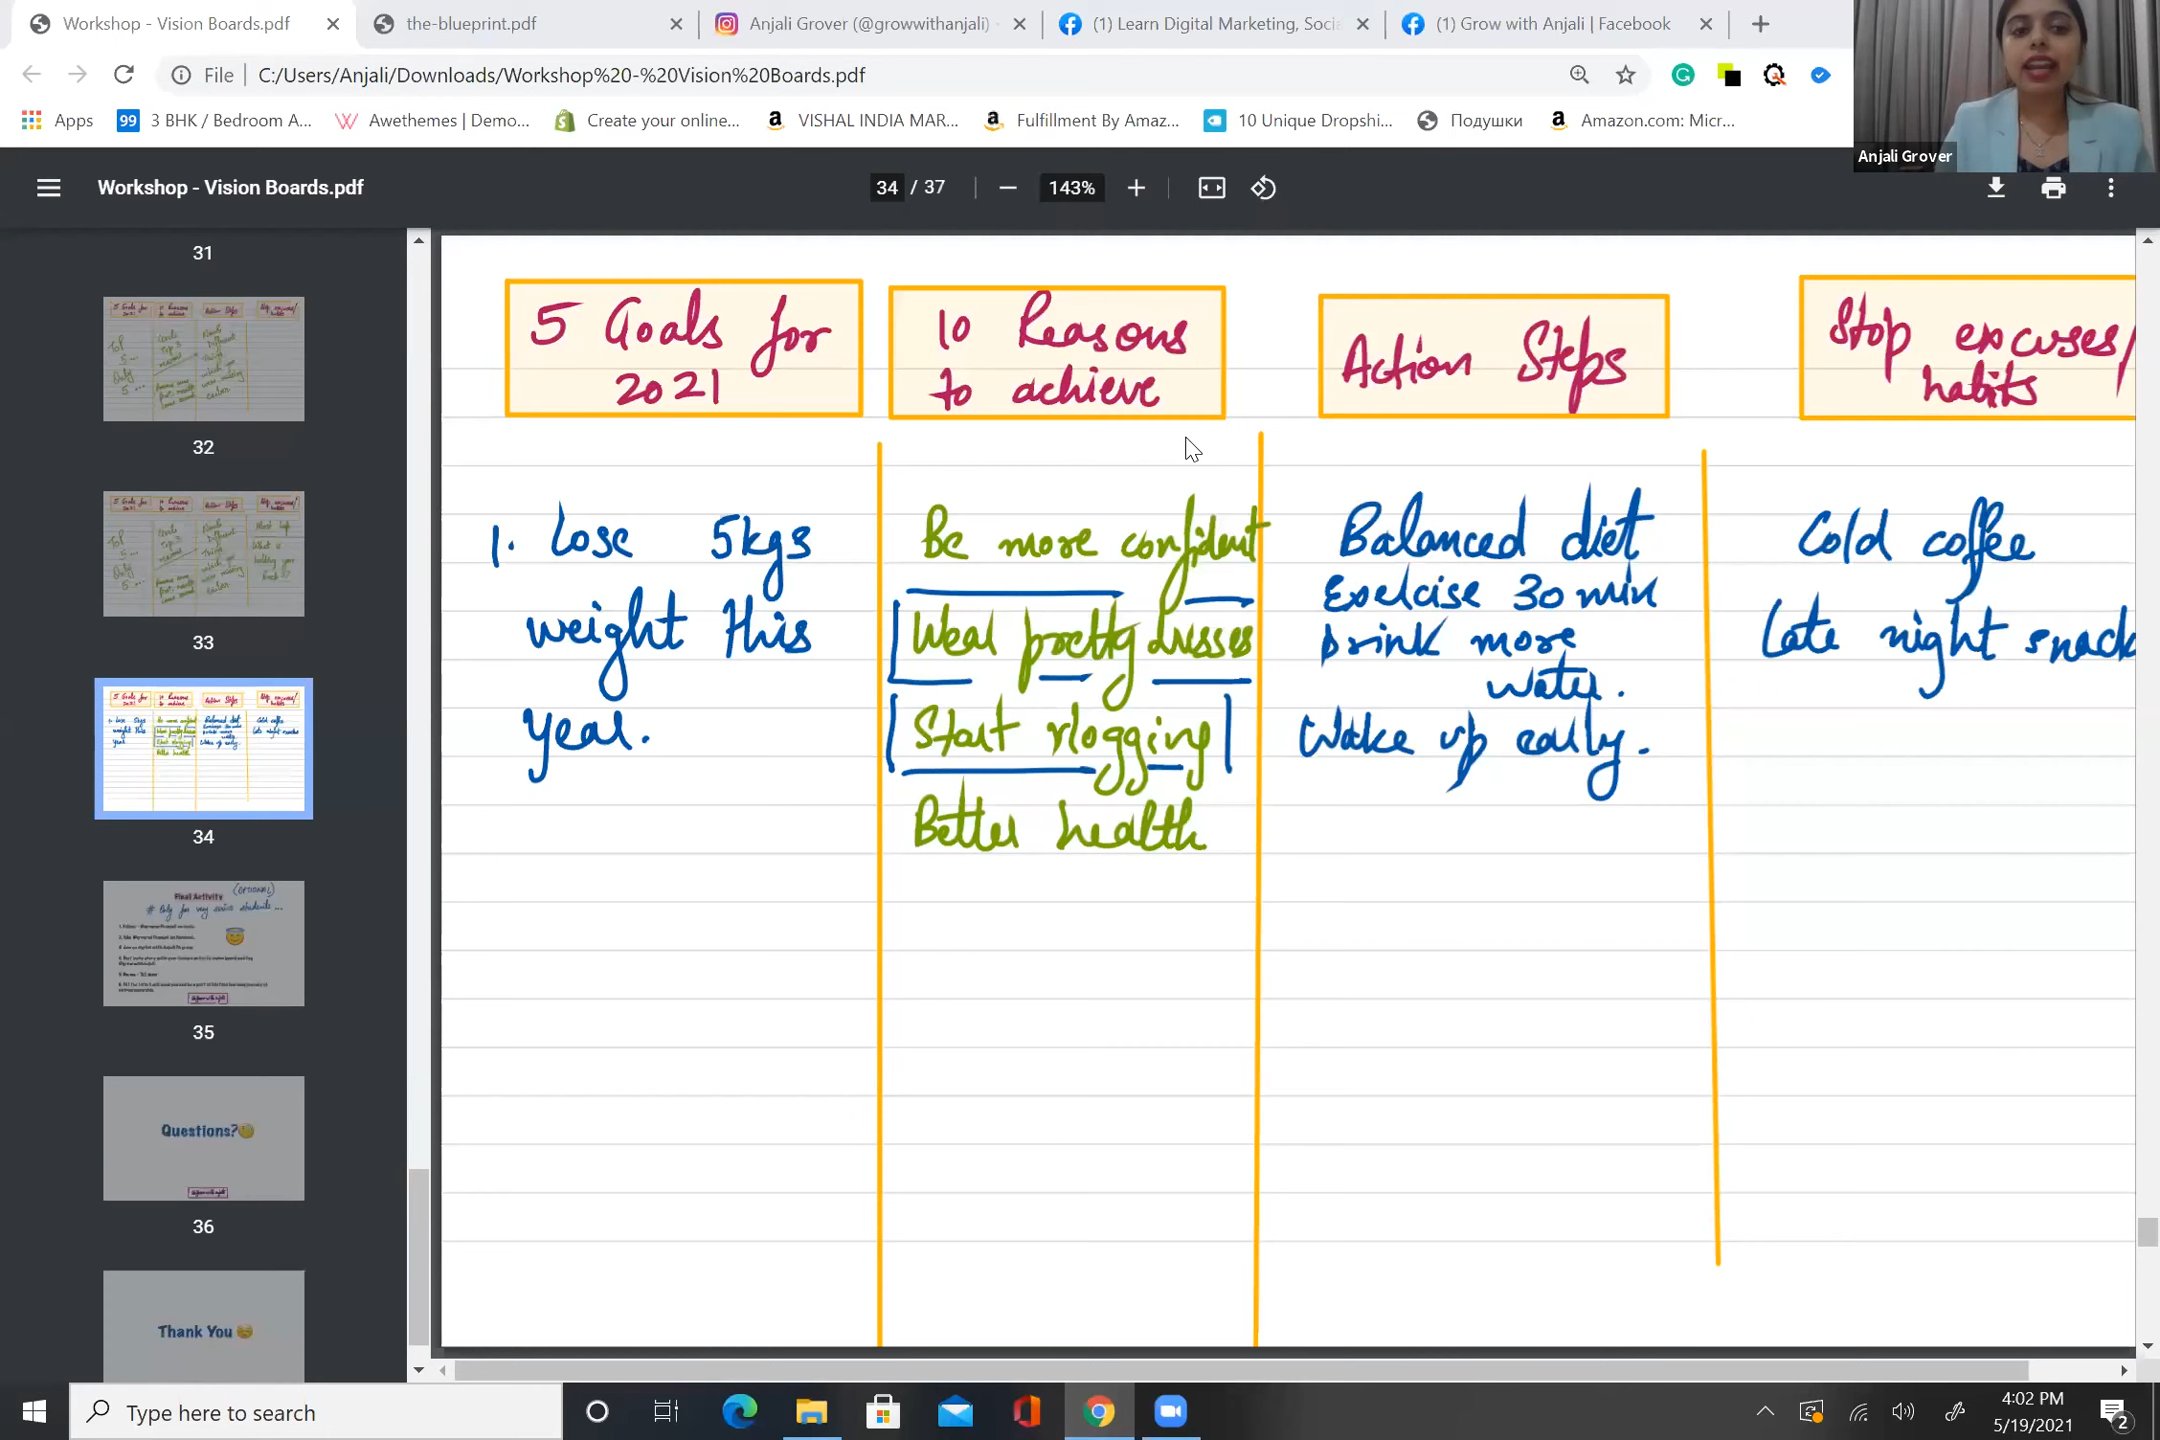 Workshop - Vision Boards.pdf
the-blueprint.pdf
Anjali Grover (@growwithanjali)
(1) Learn Digital Marketing, Soci
(1) Grow with Anjali | Facebook
File
C:/Users/Anjali/Downloads/Workshop%20-%20Vision%20Boards.pdf
Apps
99
3 BHK / Bedroom A...
Awethemes | Demo...
Create your online...
VISHAL INDIA MAR...
Fulfillment By Amaz...
10 Unique Dropshi...
Подушки
Amazon.com: Micr...
Anjali Grover
Workshop - Vision Boards.pdf
34 / 37
143%
31
32
33
34
Final Activity
(OPTIONAL)
35
Questions?
36
Thank You
5 Goals for
2021
10 Reasons
to achieve
Action Steps
Stop excuses/
habits
1. Lose 5kgs
weight this
year.
Be more confident
Wear pretty dresses
Start vlogging
Better health
Balanced diet
Exercise 30 min
Drink more
water.
Wake up early.
Cold coffee
Late night snack
Type here to search
4:02 PM
5/19/2021
2